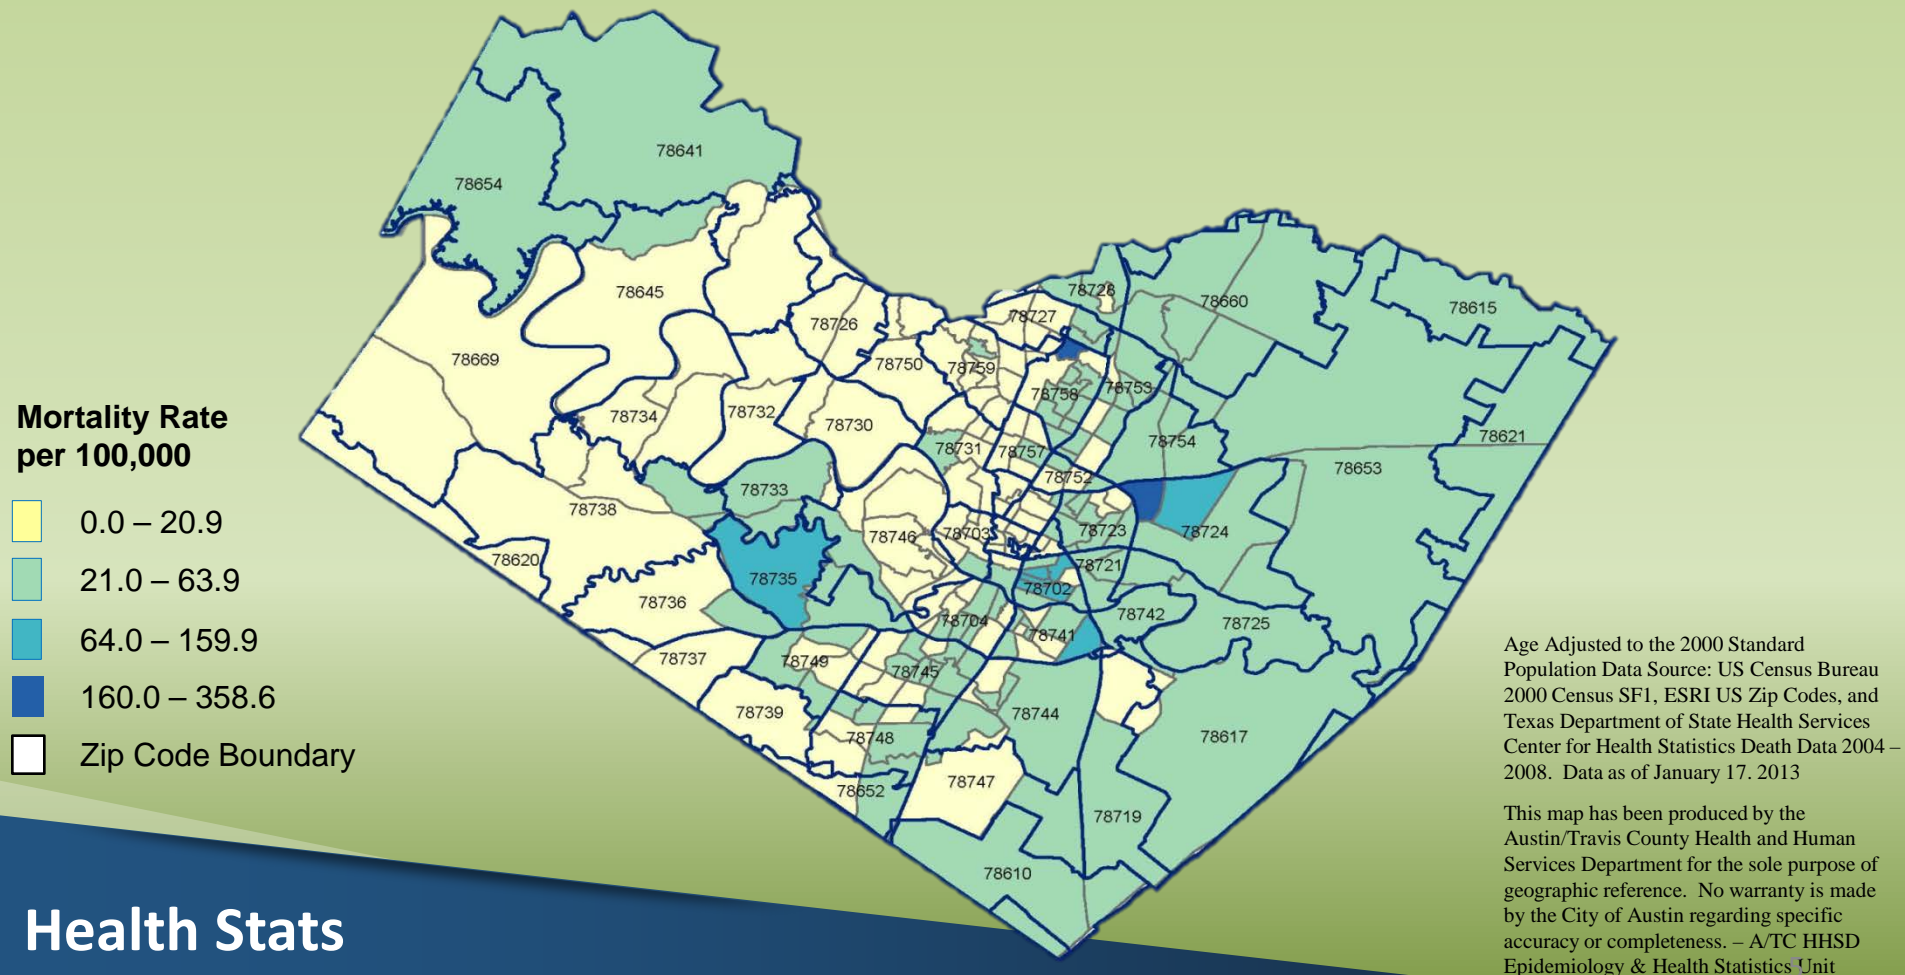 78641
78654
78645
78726
78728
78660
78615
78727
78669
78750
78759
78758
78753
78734
78732
78730
78731
78757
78754
78621
78653
78752
78733
78738
78746
78703
78723
78724
78620
78735
78721
78702
78736
78704
78741
78742
78725
78737
78749
78745
78739
78744
78748
78617
78652
78747
78719
78610
Mortality Rate
per 100,000
0.0 – 20.9
21.0 – 63.9
64.0 – 159.9
160.0 – 358.6
Zip Code Boundary
Age Adjusted to the 2000 Standard
Population Data Source: US Census Bureau
2000 Census SF1, ESRI US Zip Codes, and
Texas Department of State Health Services
Center for Health Statistics Death Data 2004 –
2008.  Data as of January 17. 2013
This map has been produced by the
Austin/Travis County Health and Human
Services Department for the sole purpose of
geographic reference.  No warranty is made
by the City of Austin regarding specific
accuracy or completeness. – A/TC HHSD
Epidemiology & Health Statistics Unit
Health Stats